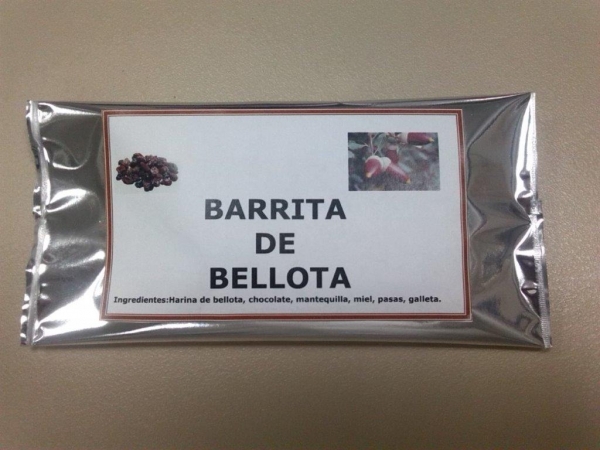 BARRITA
DE
BELLOTA
Ingredientes:Harina de bellota, chocolate, mantequilla, miel, pasas, galleta.